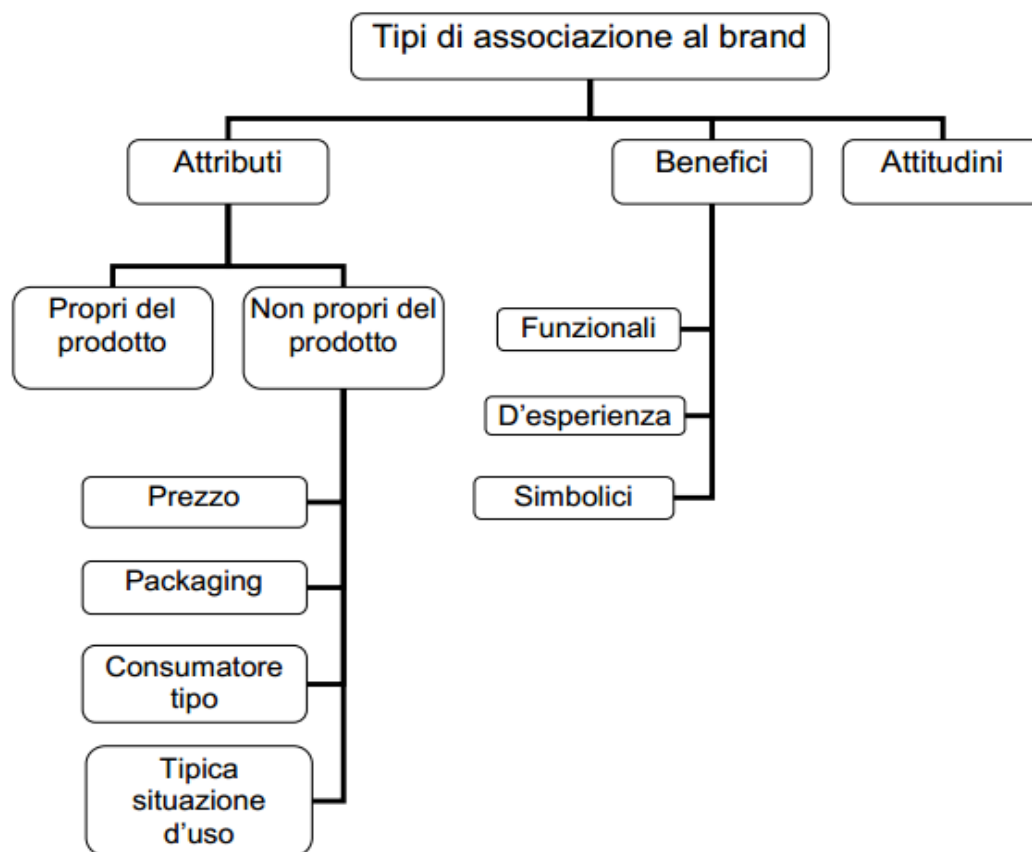 Tipi di associazione al brand
Attributi
Benefici
Attitudini
Propri del
prodotto
Non propri del
prodotto
Funzionali
D’esperienza
Simbolici
Prezzo
Packaging
Consumatore
tipo
Tipica
situazione
d’uso